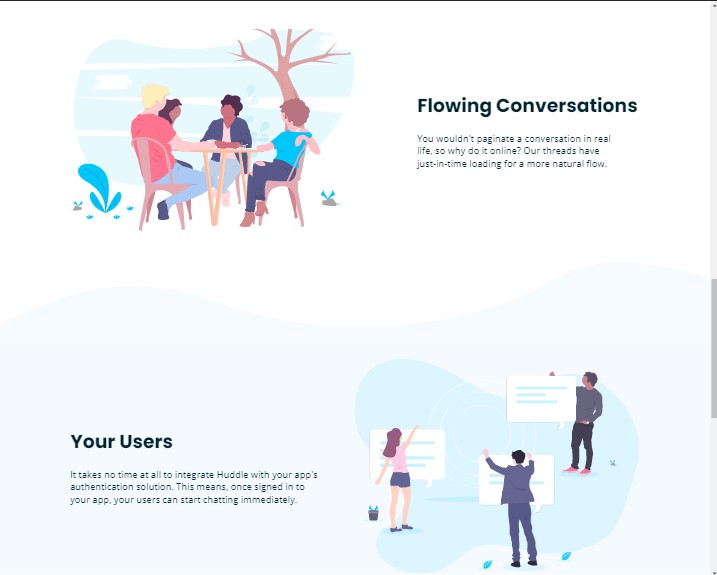 Flowing Conversations
You wouldn't paginate a conversation in real
life, so why do it online? Our threads have
just-in-time loading for a more natural flow.
Your Users
It takes no time at all to integrate Huddle with your app's
authentication solution. This means, once signed in to
your app, your users can start chatting immediately.